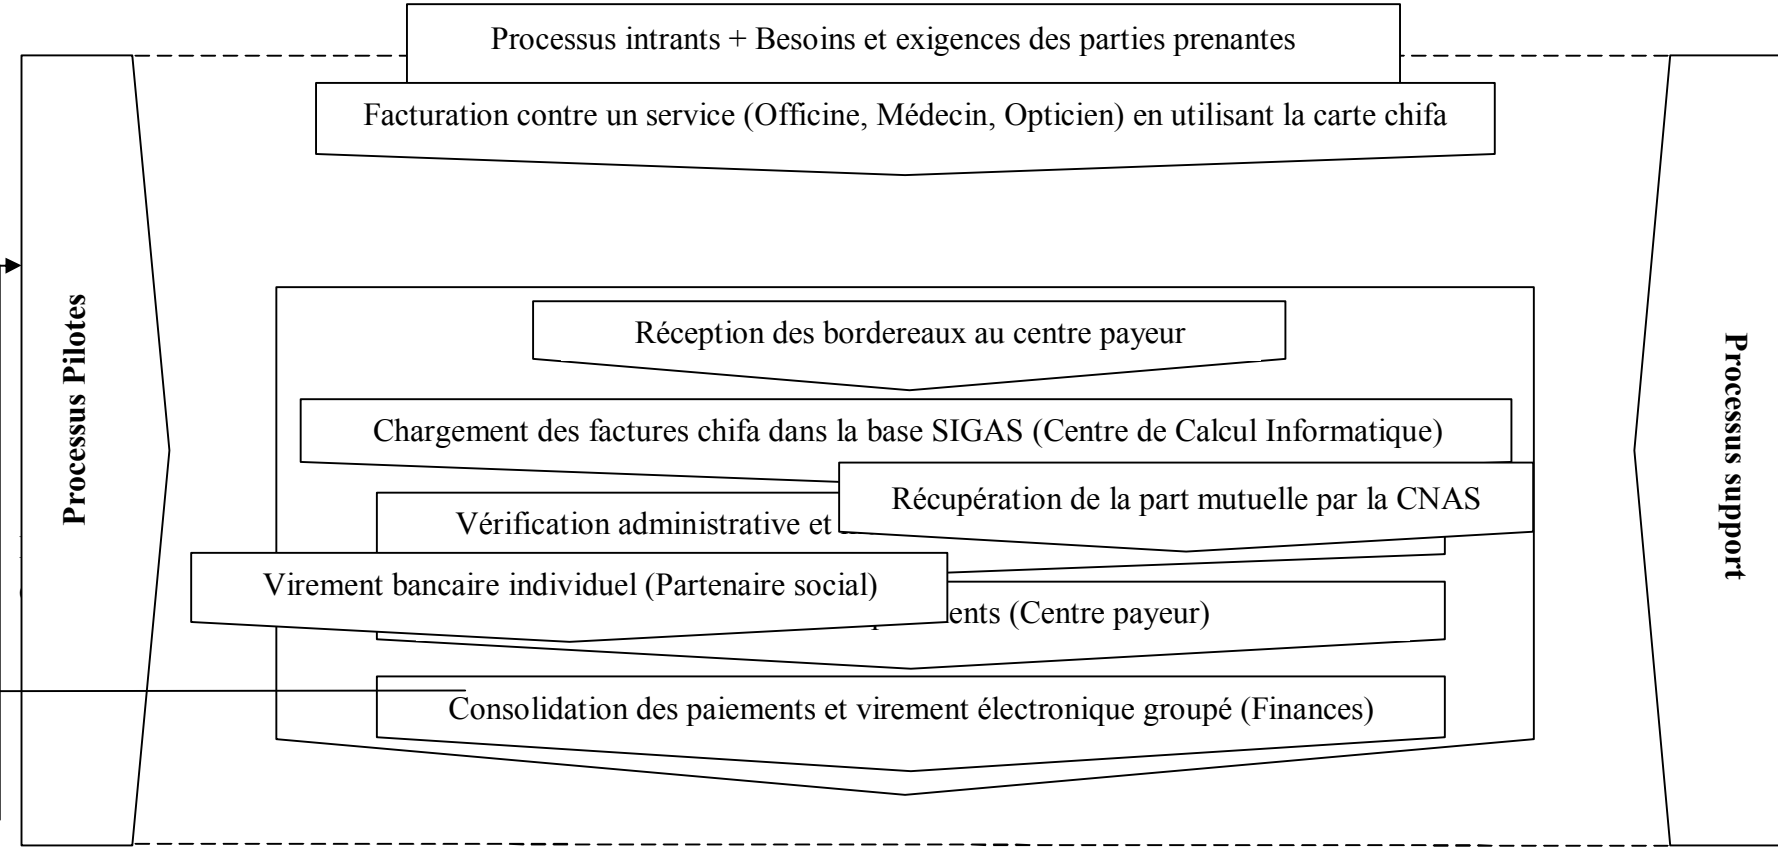 Processus intrants + Besoins et exigences des parties prenantes
Facturation contre un service (Officine, Médecin, Opticien) en utilisant la carte chifa
Processus Pilotes
Réception des bordereaux au centre payeur
Chargement des factures chifa dans la base SIGAS (Centre de Calcul Informatique)
Récupération de la part mutuelle par la CNAS
Vérification administrative et
Virement bancaire individuel (Partenaire social)
(Centre payeur)
Consolidation des paiements et virement électronique groupé (Finances)
Processus support